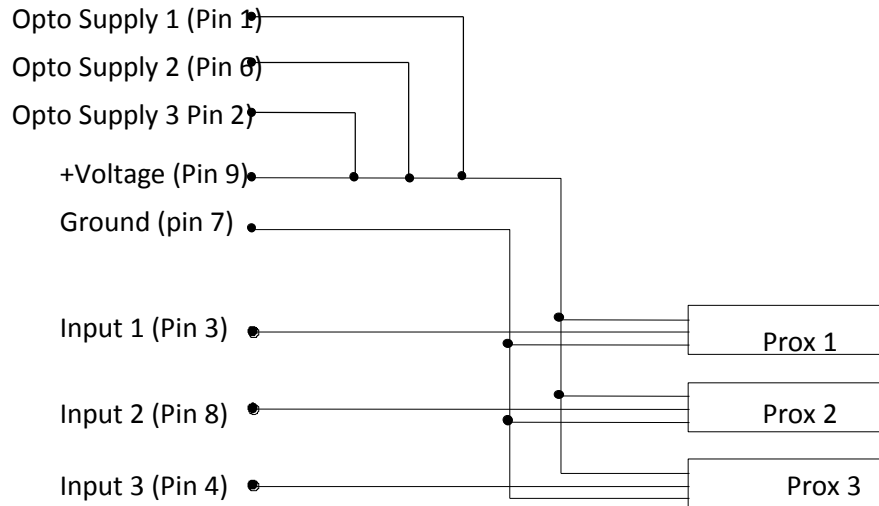 Opto Supply 1 (Pin 1)
Opto Supply 2 (Pin 6)
Opto Supply 3 Pin 2)
+Voltage (Pin 9)
Ground (pin 7)
Input 1 (Pin 3)
Prox 1
Input 2 (Pin 8)
Prox 2
Input 3 (Pin 4)
Prox 3